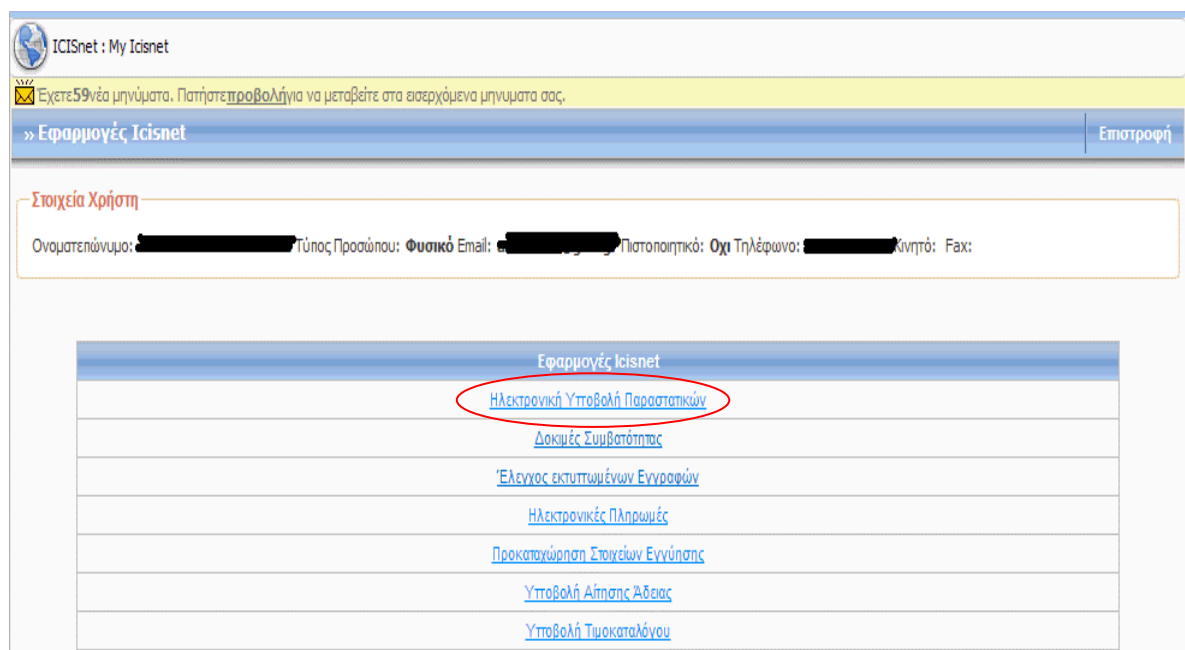 ICISnet : My Icisnet
Έχετε59νέα μηνύματα. Πατήστεπροβολήγια να μεταβείτε στα εισερχόμενα μηνυματα σας.
» Εφαρμογές Icisnet Επιστροφή
Στοιχεία Χρήστη
Ονοματεπώνυμο: Τύπος Προσώπου: Φυσικό Email: Πιστοποιητικό: Οχι Τηλέφωνο: Κινητό: Fax:
Εφαρμογές Icisnet
Ηλεκτρονική Υποβολή Παραστατικών
Δοκιμές Συμβατότητας
Έλεγχος εκτυπωμένων Εγγραφών
Ηλεκτρονικές Πληρωμές
Προκαταχώρηση Στοιχείων Εγγύησης
Υποβολή Αίτησης Άδειας
Υποβολή Τιμοκαταλόγου